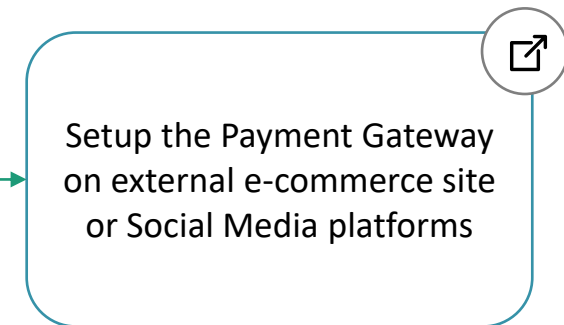 Setup the Payment Gateway
on external e-commerce site
or Social Media platforms